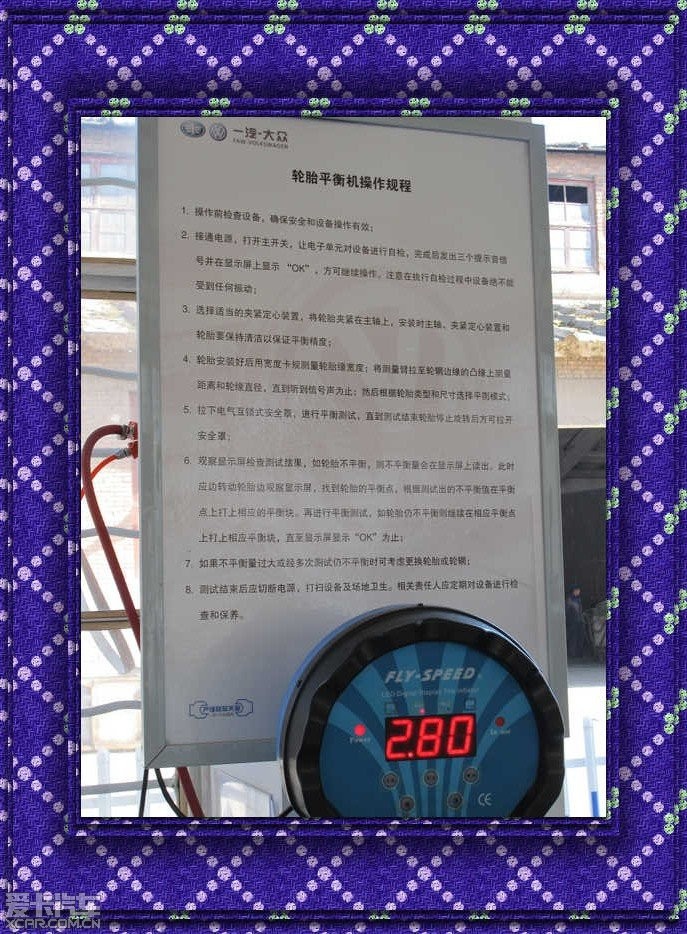 一汽-大众
FAW-VOLKSWAGEN
轮胎平衡机操作规程
1. 操作前检查设备，确保安全和设备操作有效；
2. 接通电源，打开主开关，让电子单元对设备进行自检，完成后发出三个提示音信
号并在显示屏上显示“OK”，方可继续操作。注意在执行自检过程中设备绝不能
受到任何振动；
3. 选择适当的夹紧定心装置，将轮胎夹紧在主轴上，安装时主轴、夹紧定心装置和
轮胎要保持清洁以保证平衡精度；
4. 轮胎安装好后用宽度卡规测量轮胎缘宽度；将测量臂拉至轮辋边缘的凸缘上测量
距离和轮缘直径，直到听到信号声为止；然后根据轮胎类型和尺寸选择平衡模式；
5. 拉下电气互锁式安全罩，进行平衡测试，直到测试结束轮胎停止旋转后方可拉开
安全罩；
6. 观察显示屏检查测试结果，如轮胎不平衡，则不平衡量会在显示屏上读出。此时
应边转动轮胎边观察显示屏，找到轮胎的平衡点，根据测试出的不平衡值在平衡
点上打上相应的平衡块。再进行平衡测试，如轮胎仍不平衡则继续在相应平衡点
上打上相应平衡块，直至显示屏显示“OK”为止；
7. 如果不平衡量过大或经多次测试仍不平衡时可考虑更换轮胎或轮辋；
8. 测试结束后应切断电源，打扫设备及场地卫生。相关责任人应定期对设备进行检
查和保养。
严谨就是关爱
FLY-SPEED
LED Digital Display Tire Inflator
Power
2.80
CE
爱卡汽车
XCAR.COM.CN